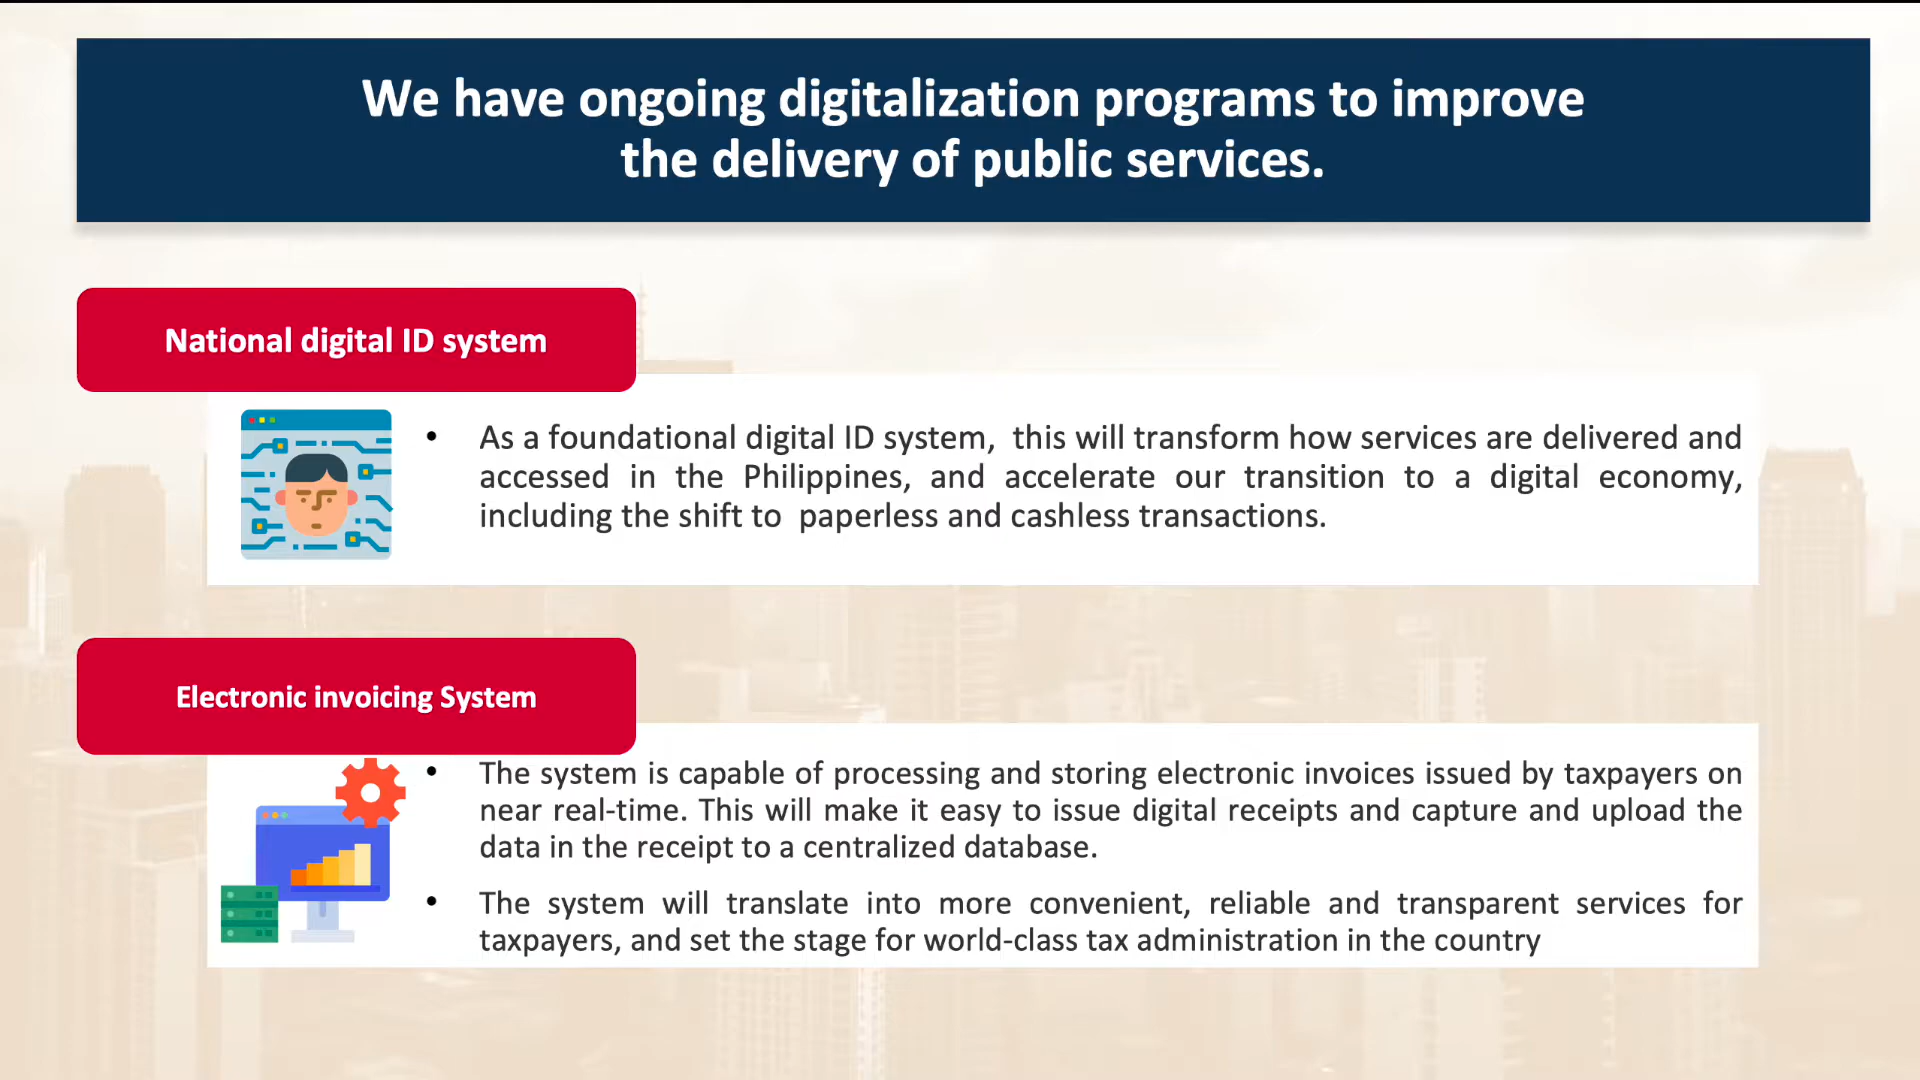 We have ongoing digitalization programs to improve
the delivery of public services.
National digital ID system
• As a foundational digital ID system,  this will transform how services are delivered and
accessed in the Philippines, and accelerate our transition to a digital economy,
including the shift to  paperless and cashless transactions.
Electronic invoicing System
• The system is capable of processing and storing electronic invoices issued by taxpayers on
near real-time. This will make it easy to issue digital receipts and capture and upload the
data in the receipt to a centralized database.
• The system will translate into more convenient, reliable and transparent services for
taxpayers, and set the stage for world-class tax administration in the country